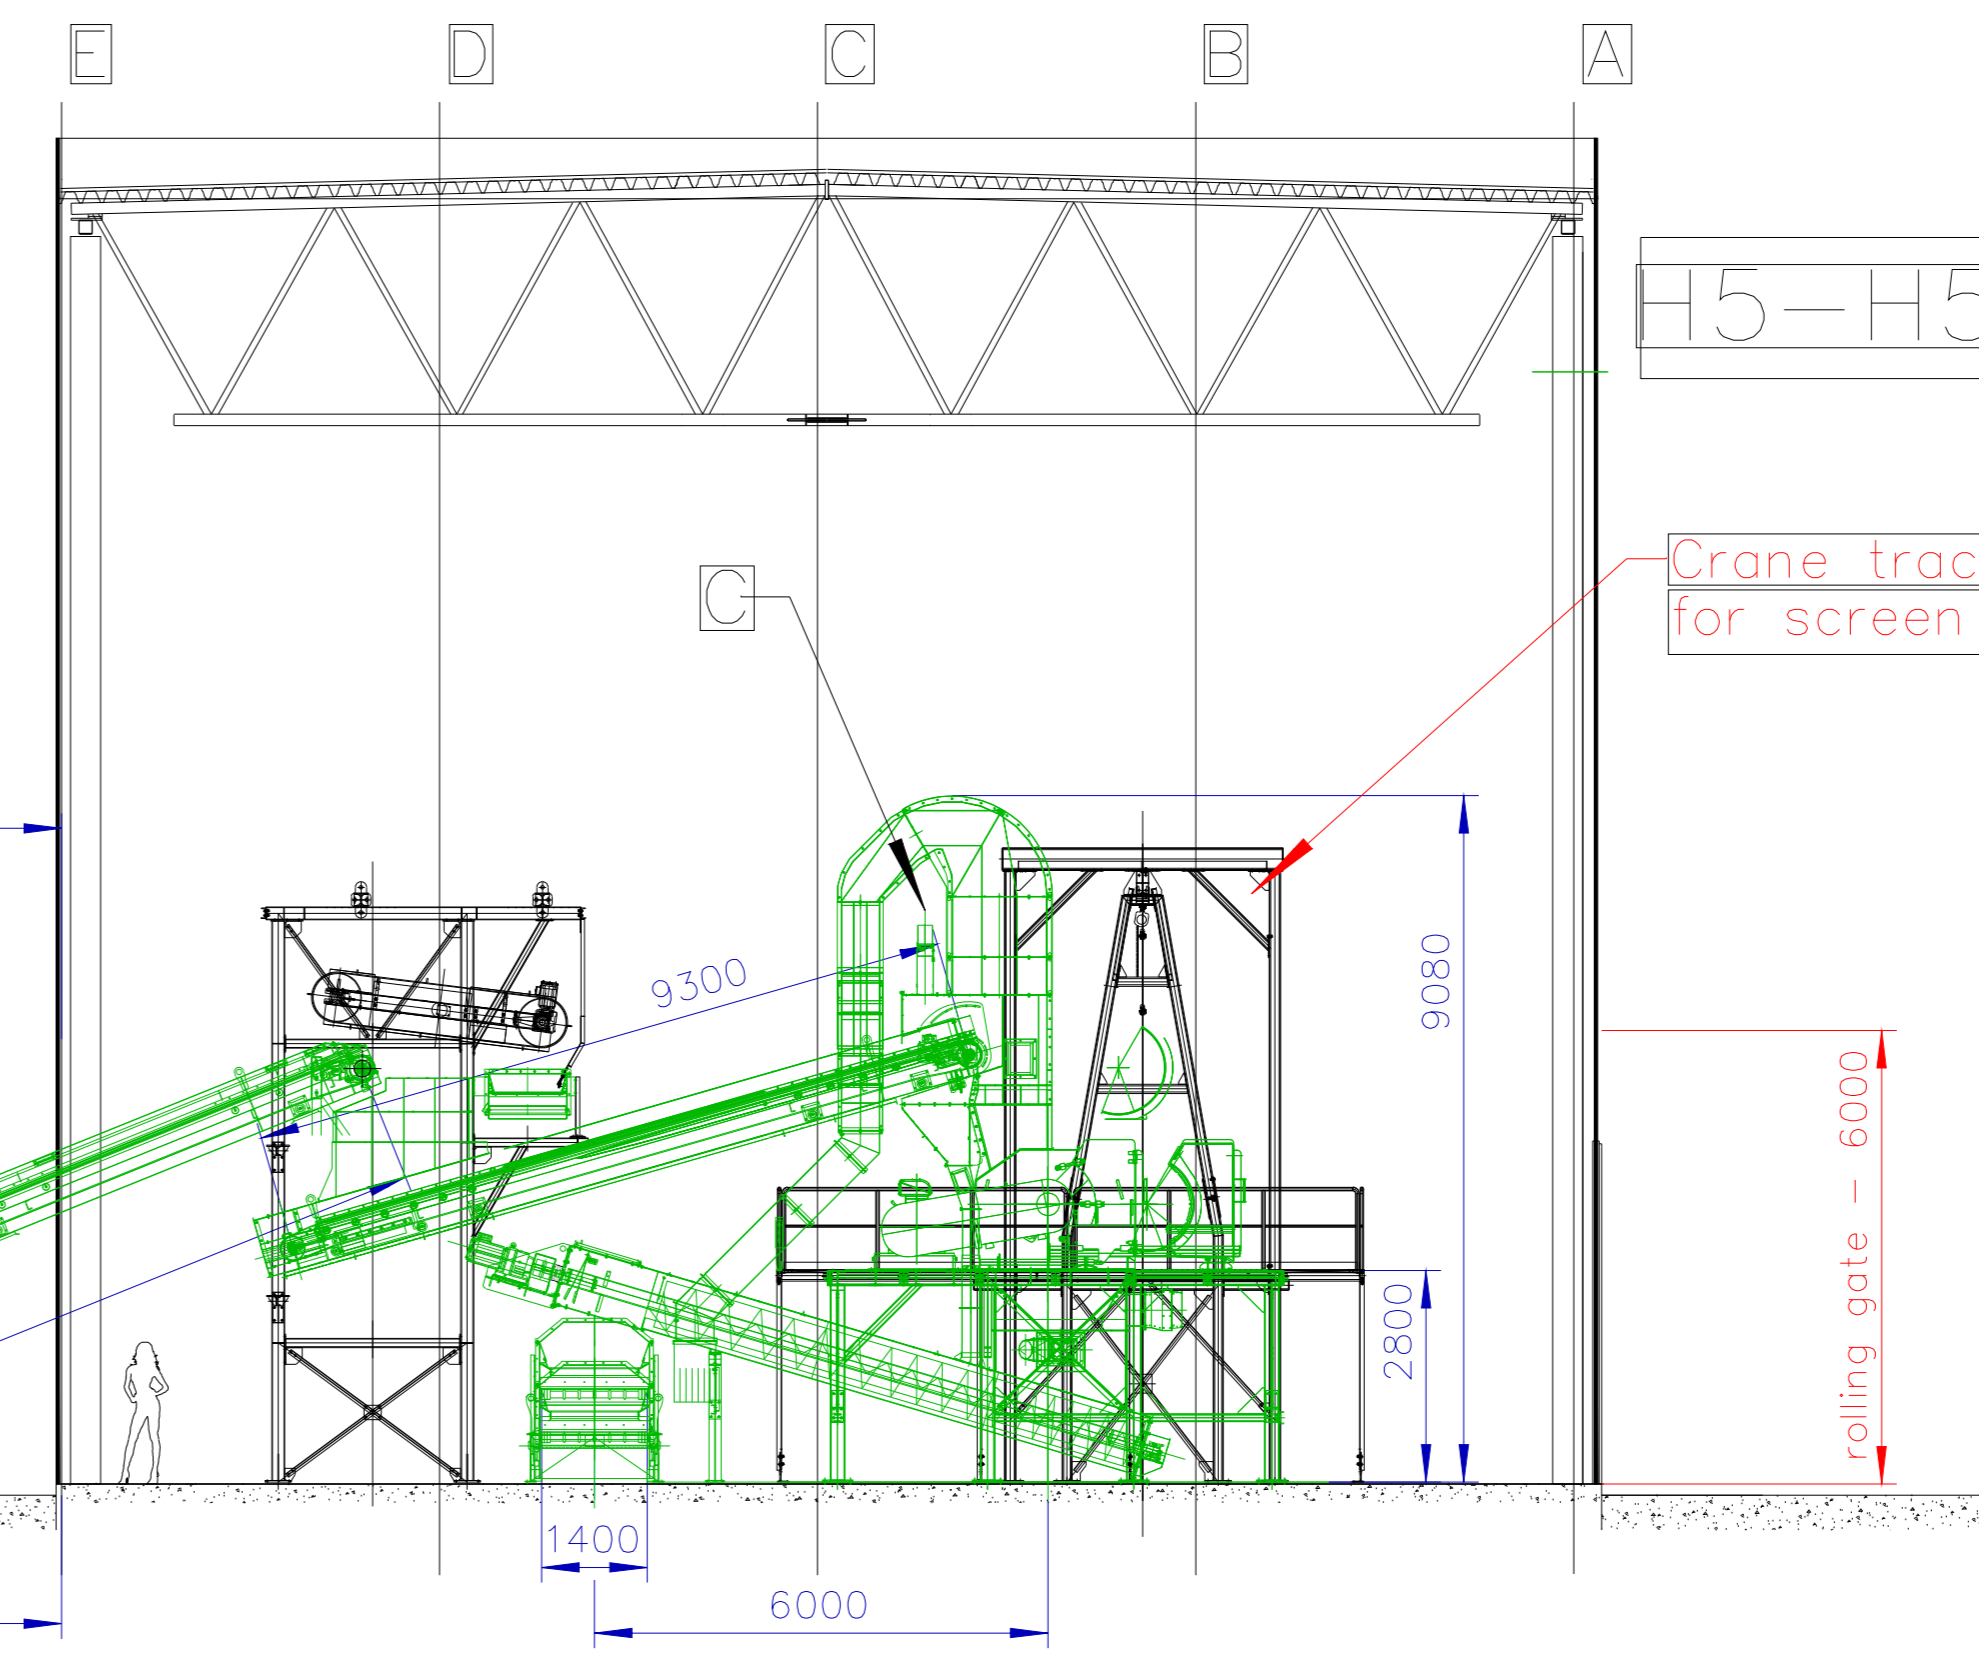 E D C B A
H5-H5
Crane trac
for screen
C
9300
9080
rolling gate - 6000
2800
1400
6000